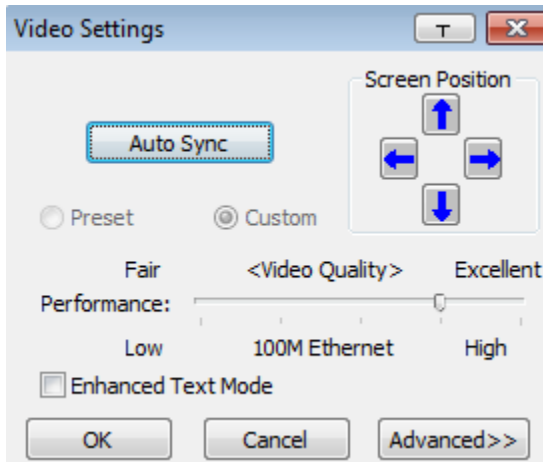 Video Settings
T
Screen Position
Auto Sync
Preset
Custom
Fair <Video Quality> Excellent
Performance:
Low 100M Ethernet High
Enhanced Text Mode
OK Cancel Advanced>>